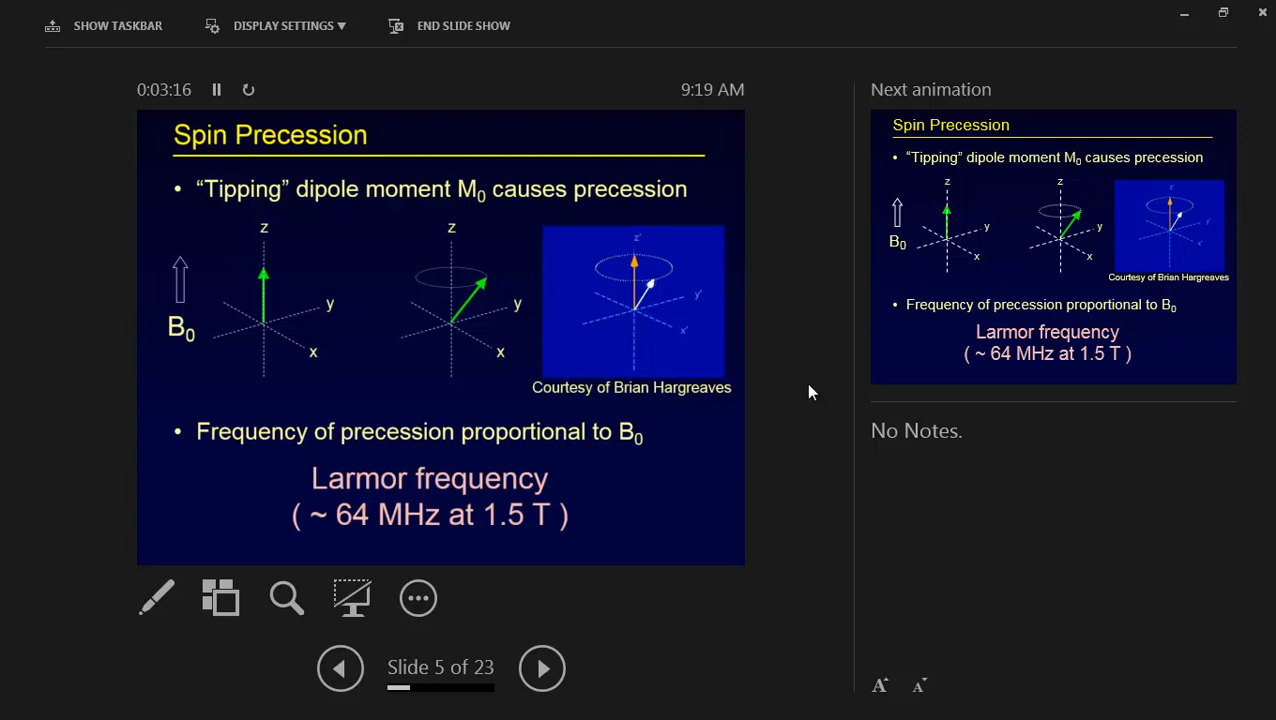 SHOW TASKBAR
DISPLAY SETTINGS ▼
END SLIDE SHOW
0:03:16
9:19 AM
Spin Precession
• “Tipping” dipole moment M₀ causes precession
z
z
z'
y
y
y'
B₀
x
x
x'
Courtesy of Brian Hargreaves
• Frequency of precession proportional to B₀
Larmor frequency
( ~ 64 MHz at 1.5 T )
Slide 5 of 23
Next animation
Spin Precession
• “Tipping” dipole moment M₀ causes precession
z
z
z'
y
y
y'
B₀
x
x
x'
Courtesy of Brian Hargreaves
• Frequency of precession proportional to B₀
Larmor frequency
( ~ 64 MHz at 1.5 T )
No Notes.
A
A